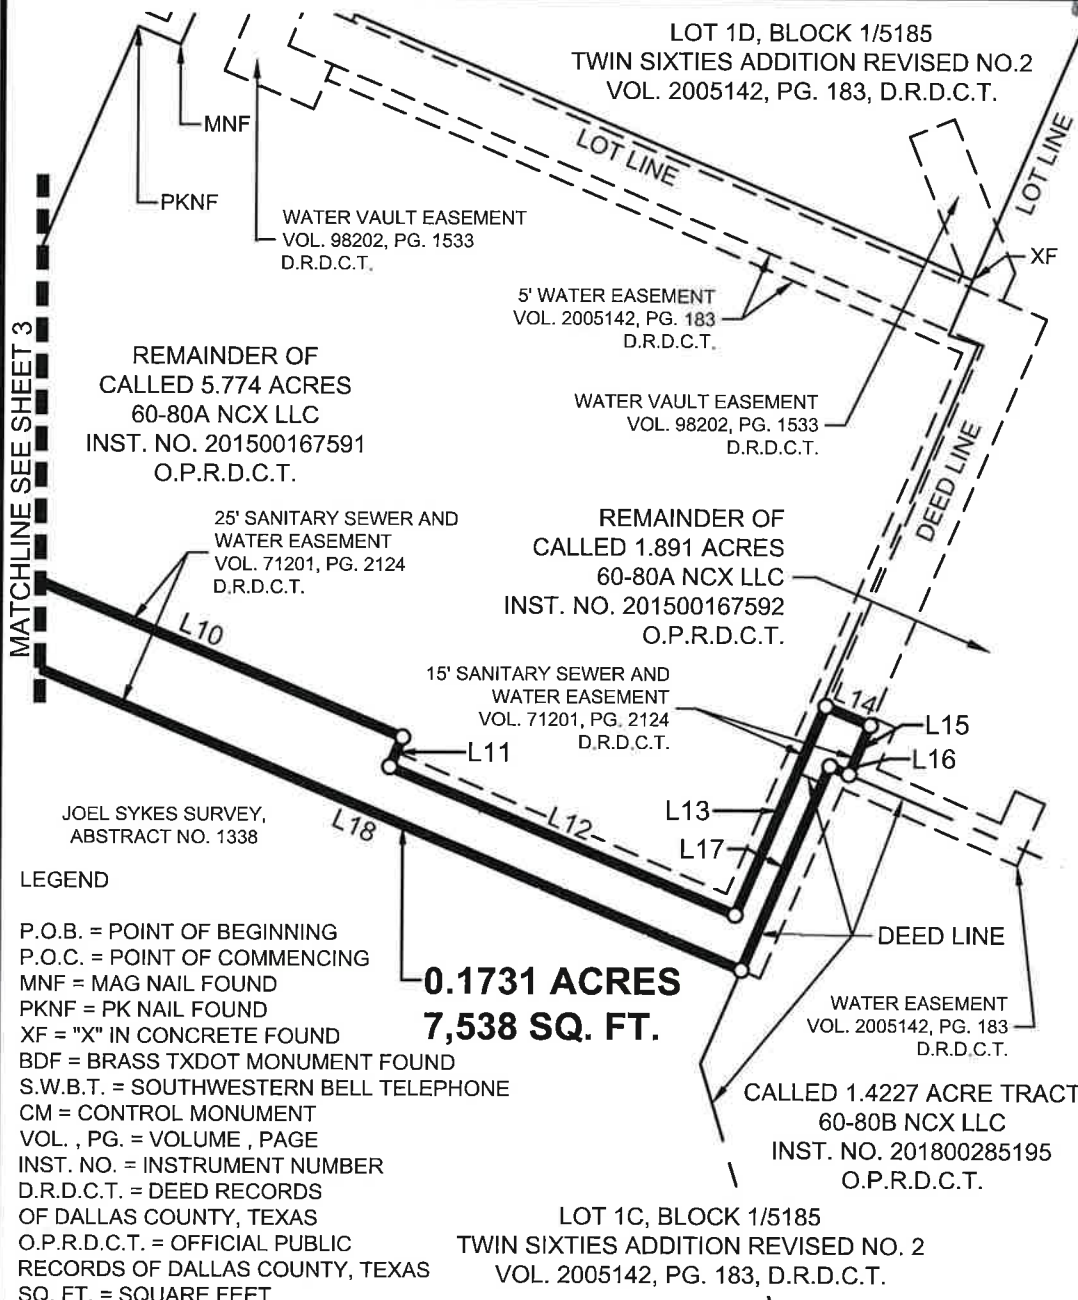 LOT 1D, BLOCK 1/5185
TWIN SIXTIES ADDITION REVISED NO.2
VOL. 2005142, PG. 183, D.R.D.C.T.
MNF
PKNF
LOT LINE
LOT LINE
XF
WATER VAULT EASEMENT
VOL. 98202, PG. 1533
D.R.D.C.T.
5' WATER EASEMENT
VOL. 2005142, PG. 183
D.R.D.C.T.
MATCHLINE SEE SHEET 3
REMAINDER OF
CALLED 5.774 ACRES
60-80A NCX LLC
INST. NO. 201500167591
O.P.R.D.C.T.
WATER VAULT EASEMENT
VOL. 98202, PG. 1533
D.R.D.C.T.
DEED LINE
25' SANITARY SEWER AND
WATER EASEMENT
VOL. 71201, PG. 2124
D.R.D.C.T.
REMAINDER OF
CALLED 1.891 ACRES
60-80A NCX LLC
INST. NO. 201500167592
O.P.R.D.C.T.
L10
15' SANITARY SEWER AND
WATER EASEMENT
VOL. 71201, PG. 2124
D.R.D.C.T.
L14
L15
L16
L11
L13
L12
L17
L18
JOEL SYKES SURVEY,
ABSTRACT NO. 1338
DEED LINE
0.1731 ACRES
7,538 SQ. FT.
WATER EASEMENT
VOL. 2005142, PG. 183
D.R.D.C.T.
CALLED 1.4227 ACRE TRACT
60-80B NCX LLC
INST. NO. 201800285195
O.P.R.D.C.T.
LEGEND
P.O.B. = POINT OF BEGINNING
P.O.C. = POINT OF COMMENCING
MNF = MAG NAIL FOUND
PKNF = PK NAIL FOUND
XF = "X" IN CONCRETE FOUND
BDF = BRASS TXDOT MONUMENT FOUND
S.W.B.T. = SOUTHWESTERN BELL TELEPHONE
CM = CONTROL MONUMENT
VOL. , PG. = VOLUME , PAGE
INST. NO. = INSTRUMENT NUMBER
D.R.D.C.T. = DEED RECORDS
OF DALLAS COUNTY, TEXAS
O.P.R.D.C.T. = OFFICIAL PUBLIC
RECORDS OF DALLAS COUNTY, TEXAS
SQ. FT. = SQUARE FEET
LOT 1C, BLOCK 1/5185
TWIN SIXTIES ADDITION REVISED NO. 2
VOL. 2005142, PG. 183, D.R.D.C.T.